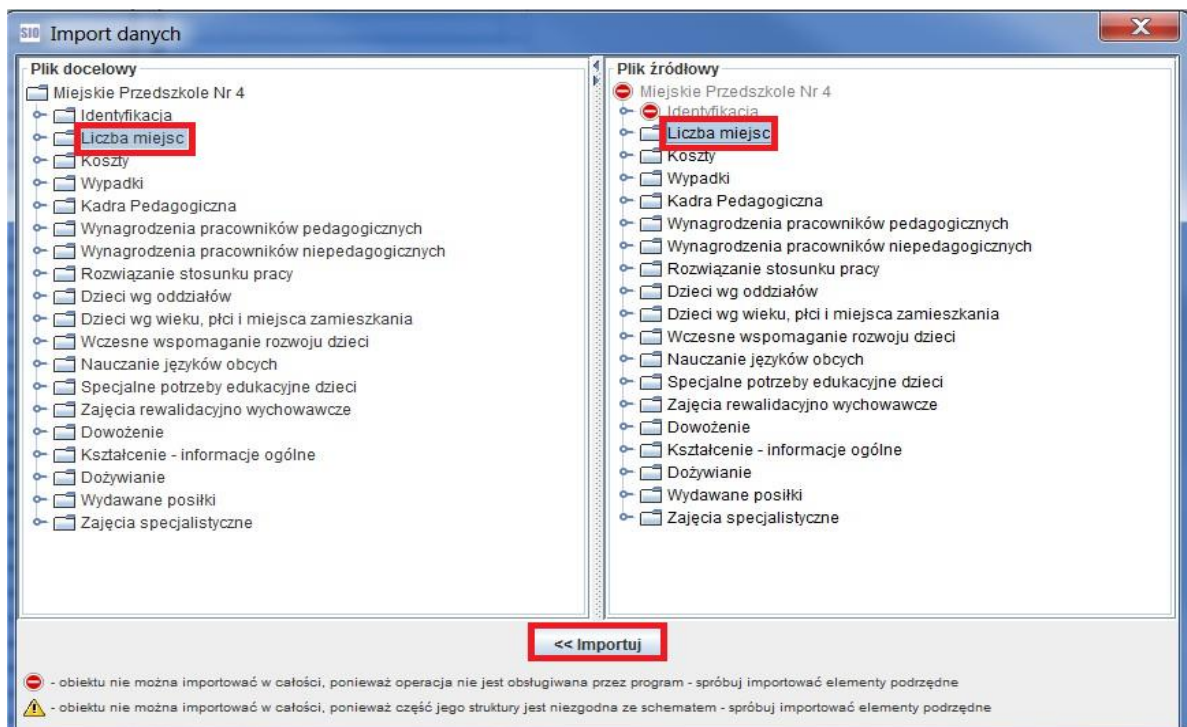 SIO Import danych
X
Plik docelowy
Miejskie Przedszkole Nr 4
Identyfikacja
Liczba miejsc
Koszty
Wypadki
Kadra Pedagogiczna
Wynagrodzenia pracowników pedagogicznych
Wynagrodzenia pracowników niepedagogicznych
Rozwiązanie stosunku pracy
Dzieci wg oddziałów
Dzieci wg wieku, płci i miejsca zamieszkania
Wczesne wspomaganie rozwoju dzieci
Nauczanie języków obcych
Specjalne potrzeby edukacyjne dzieci
Zajęcia rewalidacyjno wychowawcze
Dowożenie
Kształcenie - informacje ogólne
Dożywianie
Wydawane posiłki
Zajęcia specjalistyczne
Plik źródłowy
Miejskie Przedszkole Nr 4
Identyfikacja
Liczba miejsc
Koszty
Wypadki
Kadra Pedagogiczna
Wynagrodzenia pracowników pedagogicznych
Wynagrodzenia pracowników niepedagogicznych
Rozwiązanie stosunku pracy
Dzieci wg oddziałów
Dzieci wg wieku, płci i miejsca zamieszkania
Wczesne wspomaganie rozwoju dzieci
Nauczanie języków obcych
Specjalne potrzeby edukacyjne dzieci
Zajęcia rewalidacyjno wychowawcze
Dowożenie
Kształcenie - informacje ogólne
Dożywianie
Wydawane posiłki
Zajęcia specjalistyczne
<< Importuj
- obiektu nie można importować w całości, ponieważ operacja nie jest obsługiwana przez program - spróbuj importować elementy podrzędne
- obiektu nie można importować w całości, ponieważ część jego struktury jest niezgodna ze schematem - spróbuj importować elementy podrzędne